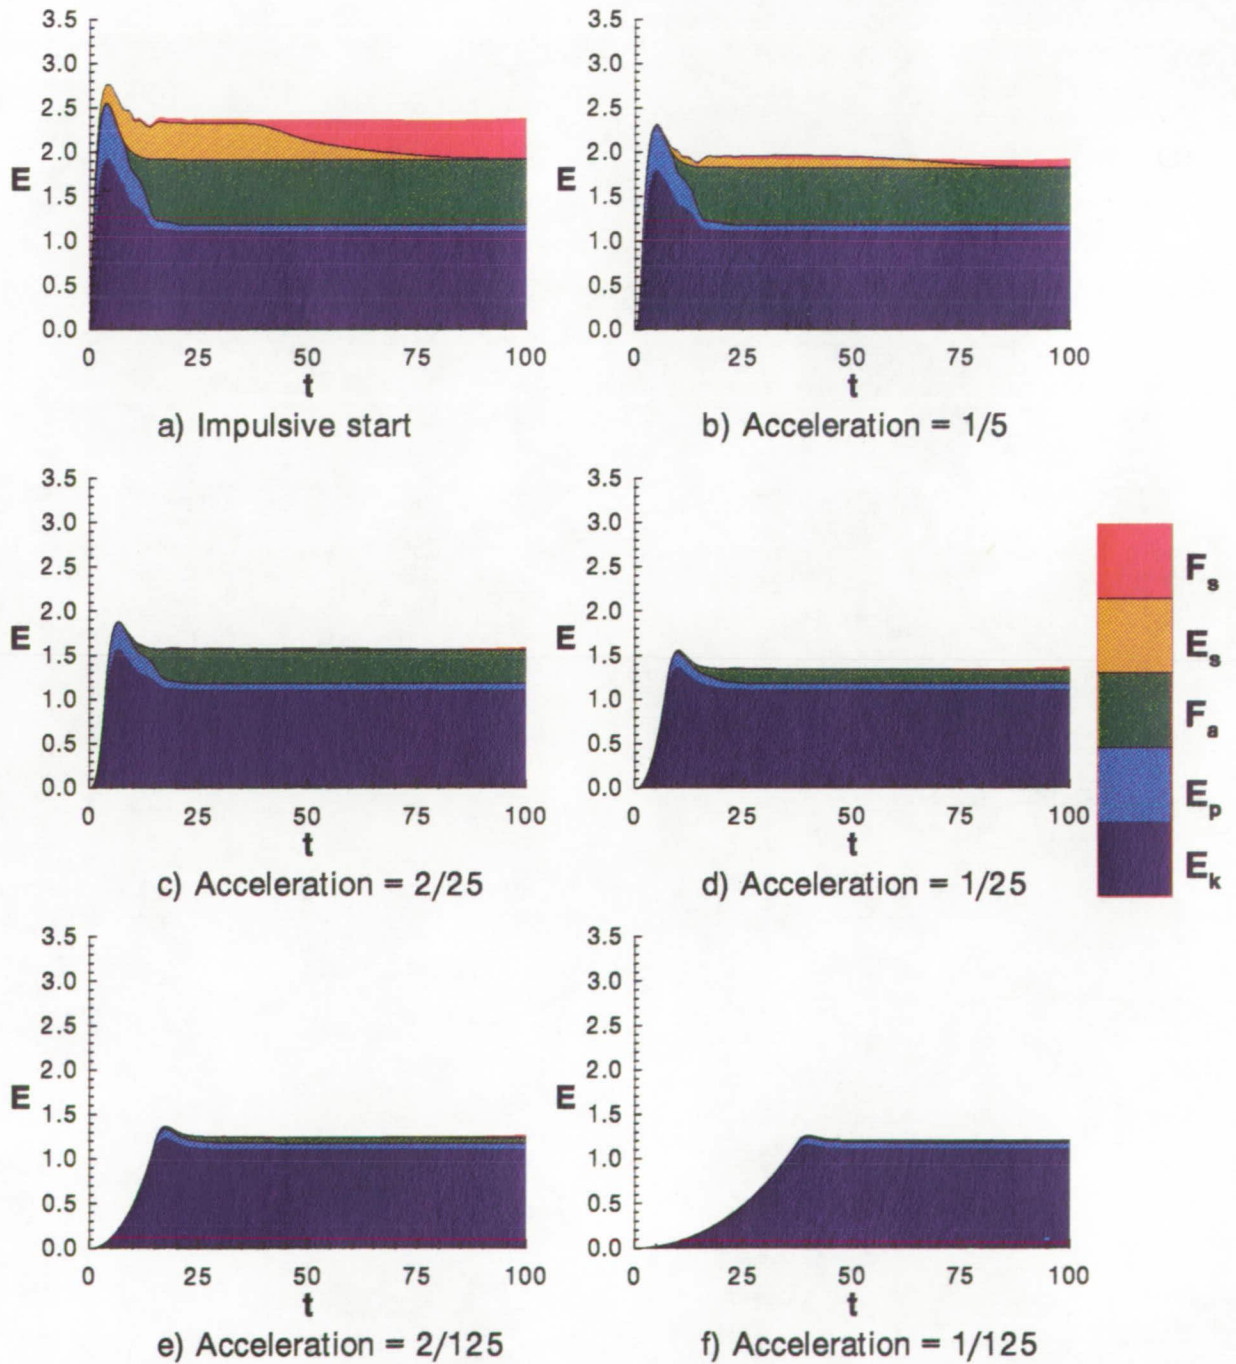 3.5
3.0
2.5
2.0
1.5
1.0
0.5
0.0
E
0 25 50 75 100
t
a) Impulsive start
3.5
3.0
2.5
2.0
1.5
1.0
0.5
0.0
E
0 25 50 75 100
t
b) Acceleration = 1/5
3.5
3.0
2.5
2.0
1.5
1.0
0.5
0.0
E
0 25 50 75 100
t
c) Acceleration = 2/25
3.5
3.0
2.5
2.0
1.5
1.0
0.5
0.0
E
0 25 50 75 100
t
d) Acceleration = 1/25
Fs
Es
Fa
Ep
Ek
3.5
3.0
2.5
2.0
1.5
1.0
0.5
0.0
E
0 25 50 75 100
t
e) Acceleration = 2/125
3.5
3.0
2.5
2.0
1.5
1.0
0.5
0.0
E
0 25 50 75 100
t
f) Acceleration = 1/125